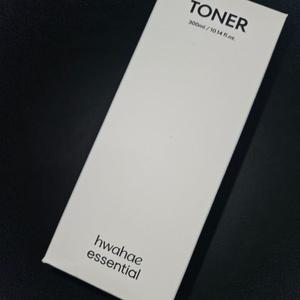 TONER
300ml / 10.14 fl.oz.
hwahae
essential